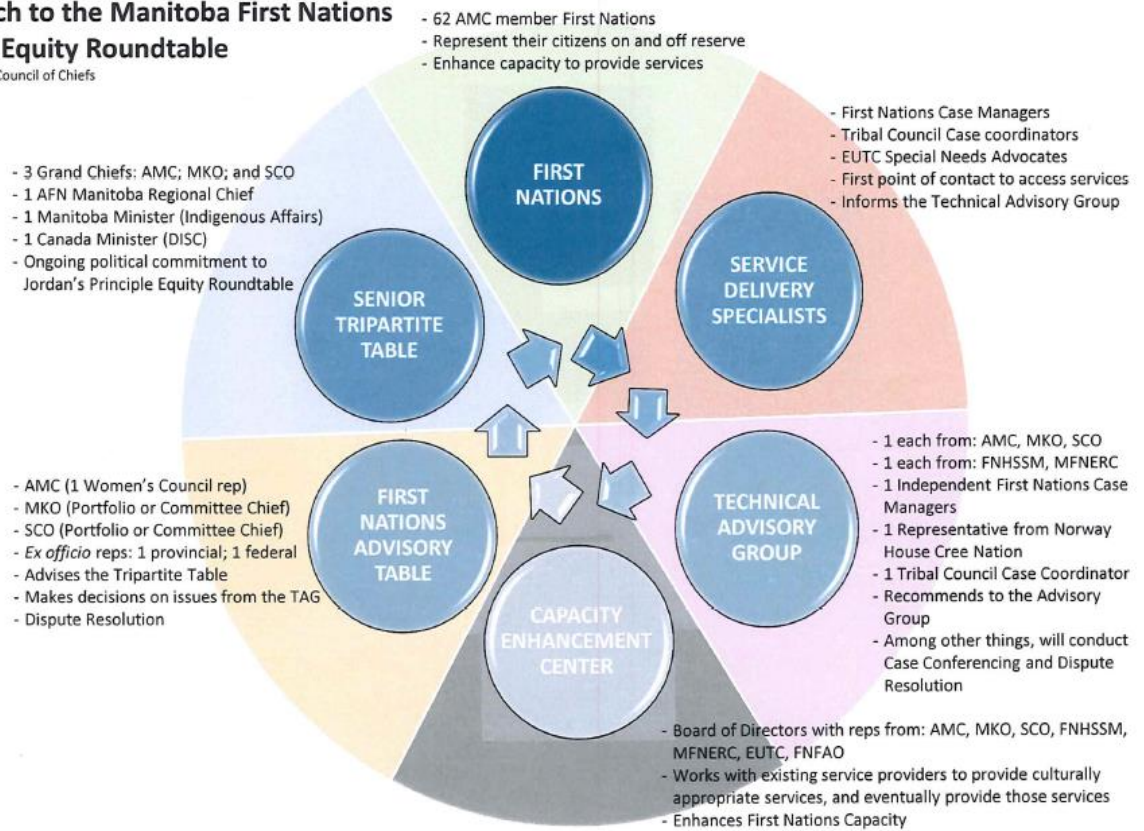 ch to the Manitoba First Nations
Equity Roundtable
Council of Chiefs
- 62 AMC member First Nations
- Represent their citizens on and off reserve
- Enhance capacity to provide services
FIRST
NATIONS
- First Nations Case Managers
- Tribal Council Case coordinators
- EUTC Special Needs Advocates
- First point of contact to access services
- Informs the Technical Advisory Group
SERVICE
DELIVERY
SPECIALISTS
- 3 Grand Chiefs: AMC; MKO; and SCO
- 1 AFN Manitoba Regional Chief
- 1 Manitoba Minister (Indigenous Affairs)
- 1 Canada Minister (DISC)
- Ongoing political commitment to
Jordan's Principle Equity Roundtable
SENIOR
TRIPARTITE
TABLE
- 1 each from: AMC, MKO, SCO
- 1 each from: FNHSSM, MFNERC
- 1 Independent First Nations Case
Managers
- 1 Representative from Norway
House Cree Nation
- 1 Tribal Council Case Coordinator
- Recommends to the Advisory
Group
- Among other things, will conduct
Case Conferencing and Dispute
Resolution
TECHNICAL
ADVISORY
GROUP
- AMC (1 Women's Council rep)
- MKO (Portfolio or Committee Chief)
- SCO (Portfolio or Committee Chief)
- Ex officio reps: 1 provincial; 1 federal
- Advises the Tripartite Table
- Makes decisions on issues from the TAG
- Dispute Resolution
FIRST
NATIONS
ADVISORY
TABLE
CAPACITY
ENHANCEMENT
CENTER
- Board of Directors with reps from: AMC, MKO, SCO, FNHSSM,
MFNERC, EUTC, FNFAO
- Works with existing service providers to provide culturally
appropriate services, and eventually provide those services
- Enhances First Nations Capacity